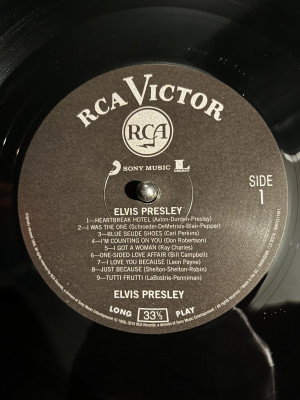 RCA VICTOR
RCA
SONY MUSIC
LEGACY
SIDE
1
ELVIS PRESLEY
1—HEARTBREAK HOTEL (Axton-Durden-Presley)
2—I WAS THE ONE (Schroeder-DeMetrius-Blair-Pepper)
3—BLUE SUEDE SHOES (Carl Perkins)
4—I'M COUNTING ON YOU (Don Robertson)
5—I GOT A WOMAN (Ray Charles)
6—ONE-SIDED LOVE AFFAIR (Bill Campbell)
7—I LOVE YOU BECAUSE (Leon Payne)
8—JUST BECAUSE (Shelton-Shelton-Robin)
9—TUTTI FRUTTI (LaBostrie-Penniman)
ELVIS PRESLEY
LONG 33⅓ PLAY